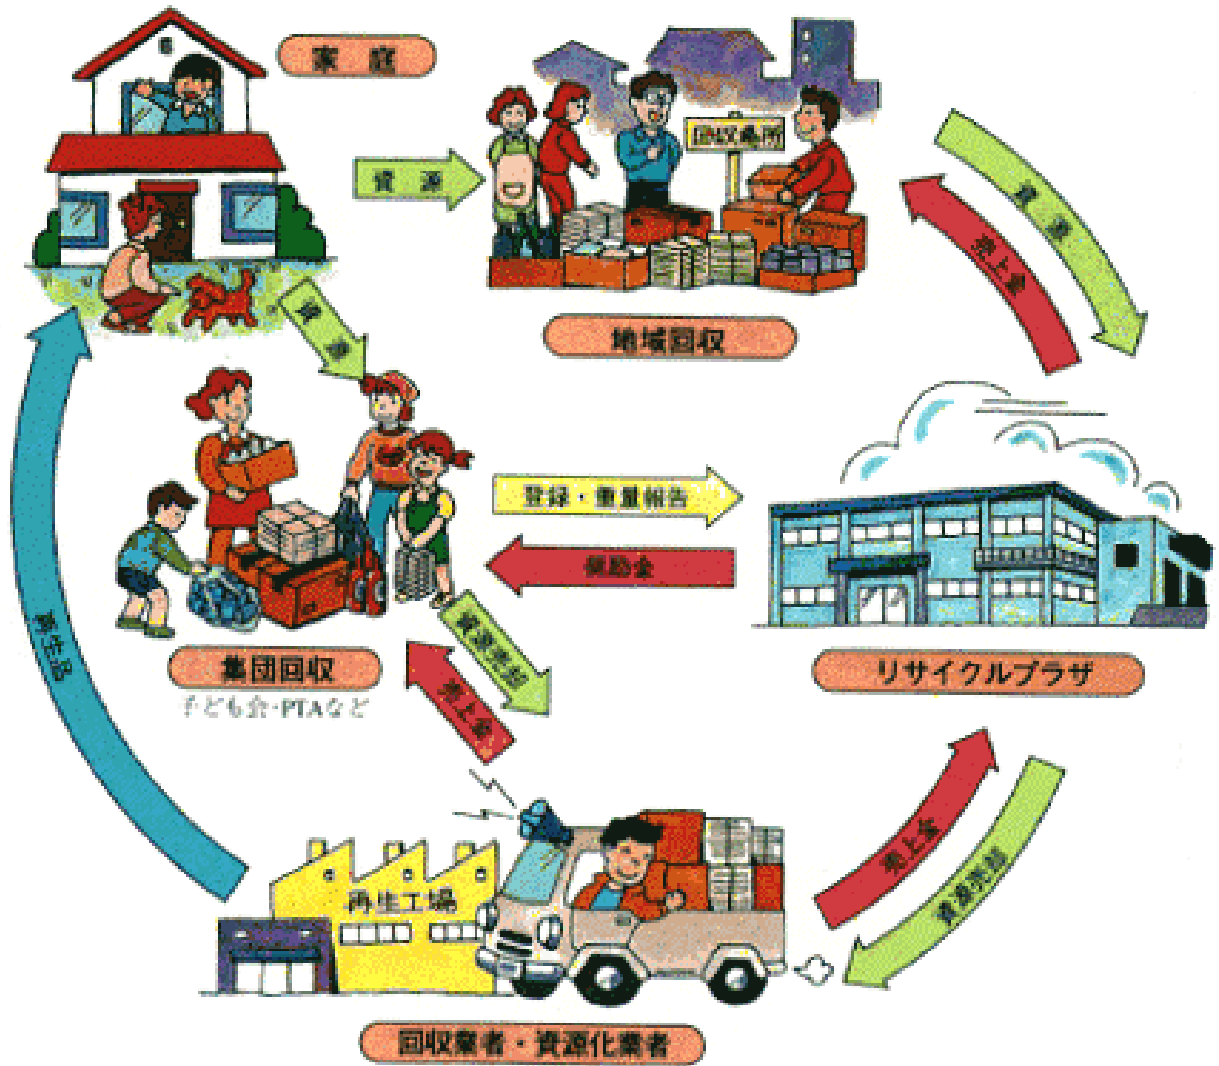 家庭
資源
回収場所
資源
売上金
地域回収
資源
登録・重量報告
補助金
再生品
集団回収
子ども会・PTAなど
資源売却
売上金
リサイクルプラザ
売上金
資源売却
再生工場
回収業者・資源化業者